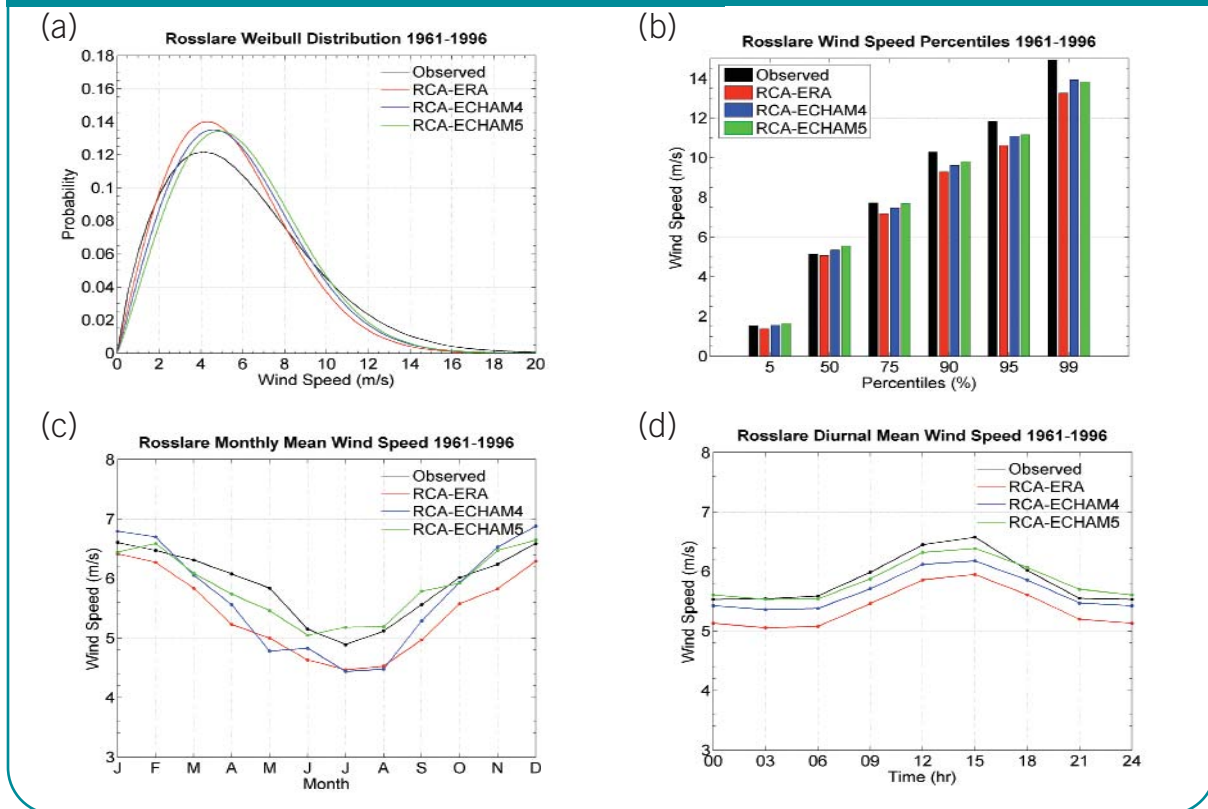 (a)
Rosslare Weibull Distribution 1961-1996
0.18
0.16
0.14
0.12
0.1
0.08
0.06
0.04
0.02
0
Probability
Observed
RCA-ERA
RCA-ECHAM4
RCA-ECHAM5
0 2 4 6 8 10 12 14 16 18 20
Wind Speed (m/s)
(b)
Rosslare Wind Speed Percentiles 1961-1996
14
12
10
8
6
4
2
0
Wind Speed (m/s)
Observed
RCA-ERA
RCA-ECHAM4
RCA-ECHAM5
5 50 75 90 95 99
Percentiles (%)
(c)
Rosslare Monthly Mean Wind Speed 1961-1996
8
7
6
5
4
3
Wind Speed (m/s)
Observed
RCA-ERA
RCA-ECHAM4
RCA-ECHAM5
J F M A M J J A S O N D
Month
(d)
Rosslare Diurnal Mean Wind Speed 1961-1996
8
7
6
5
4
3
Wind Speed (m/s)
Observed
RCA-ERA
RCA-ECHAM4
RCA-ECHAM5
00 03 06 09 12 15 18 21 24
Time (hr)